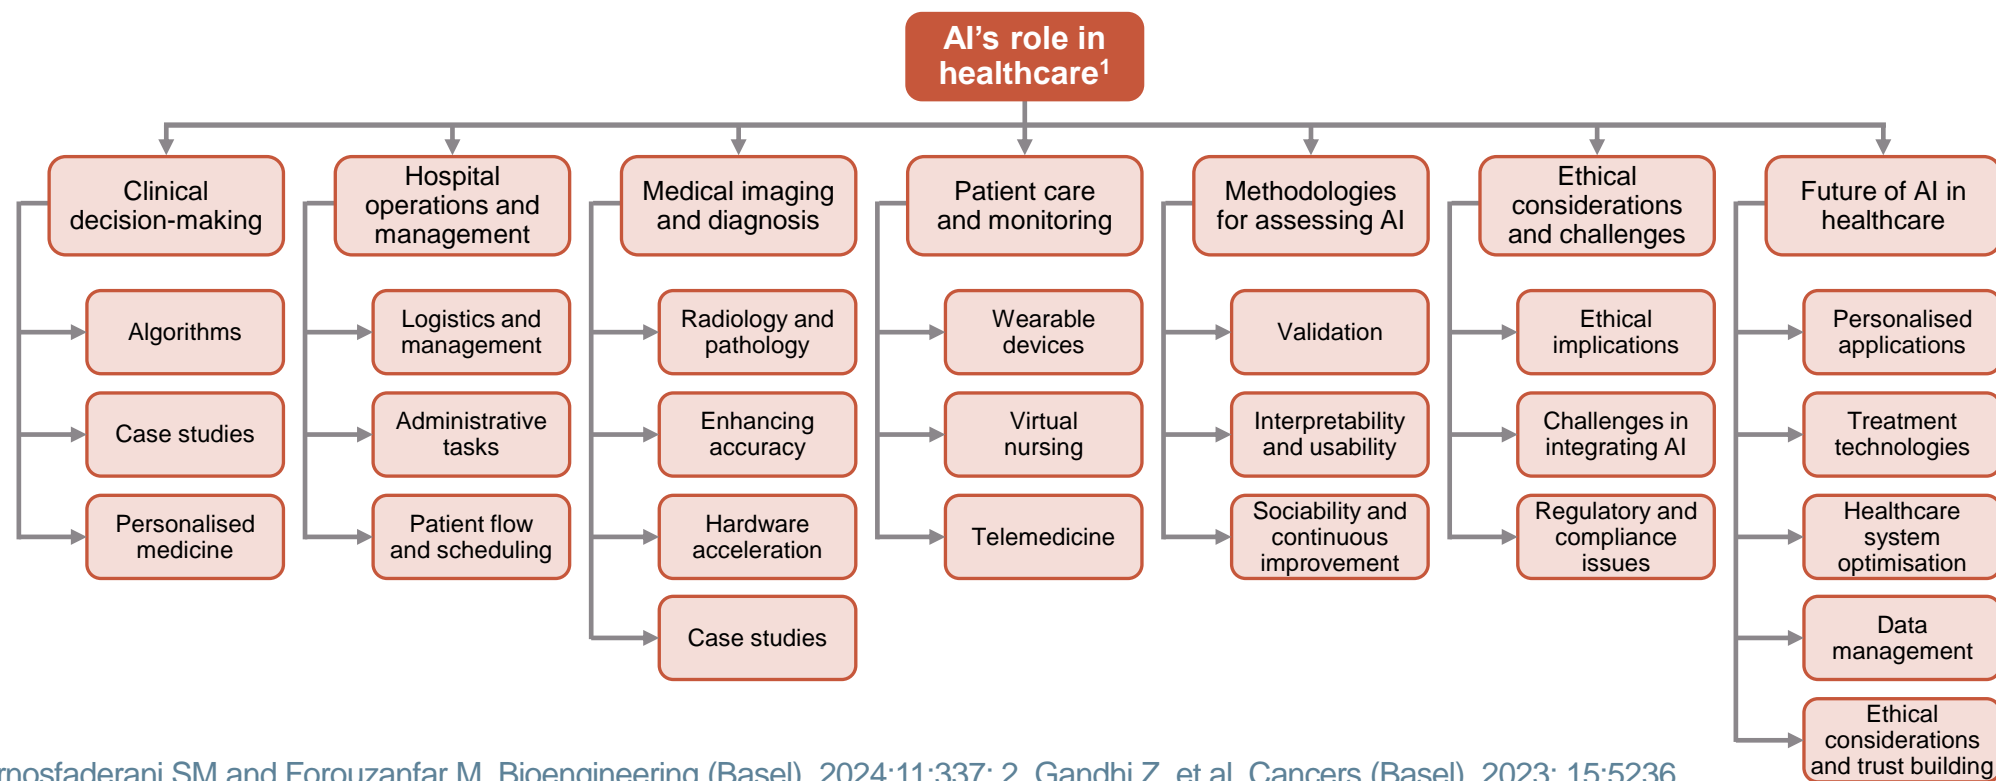 AI's role in
healthcare1
Clinical
decision-making
Algorithms
Case studies
Personalised
medicine
Hospital
operations and
management
Logistics and
management
Administrative
tasks
Patient flow
and scheduling
Medical imaging
and diagnosis
Radiology and
pathology
Enhancing
accuracy
Hardware
acceleration
Case studies
Patient care
and monitoring
Wearable
devices
Virtual
nursing
Telemedicine
Methodologies
for assessing AI
Validation
Interpretability
and usability
Sociability and
continuous
improvement
Ethical
considerations
and challenges
Ethical
implications
Challenges in
integrating AI
Regulatory and
compliance
issues
Future of AI in
healthcare
Personalised
applications
Treatment
technologies
Healthcare
system
optimisation
Data
management
Ethical
considerations
and trust building
SM and Forouzanfar M. Bioengineering (Basel). 2024;11:337; 2. Gandhi Z, et al. Cancers (Basel). 2023; 15:5236